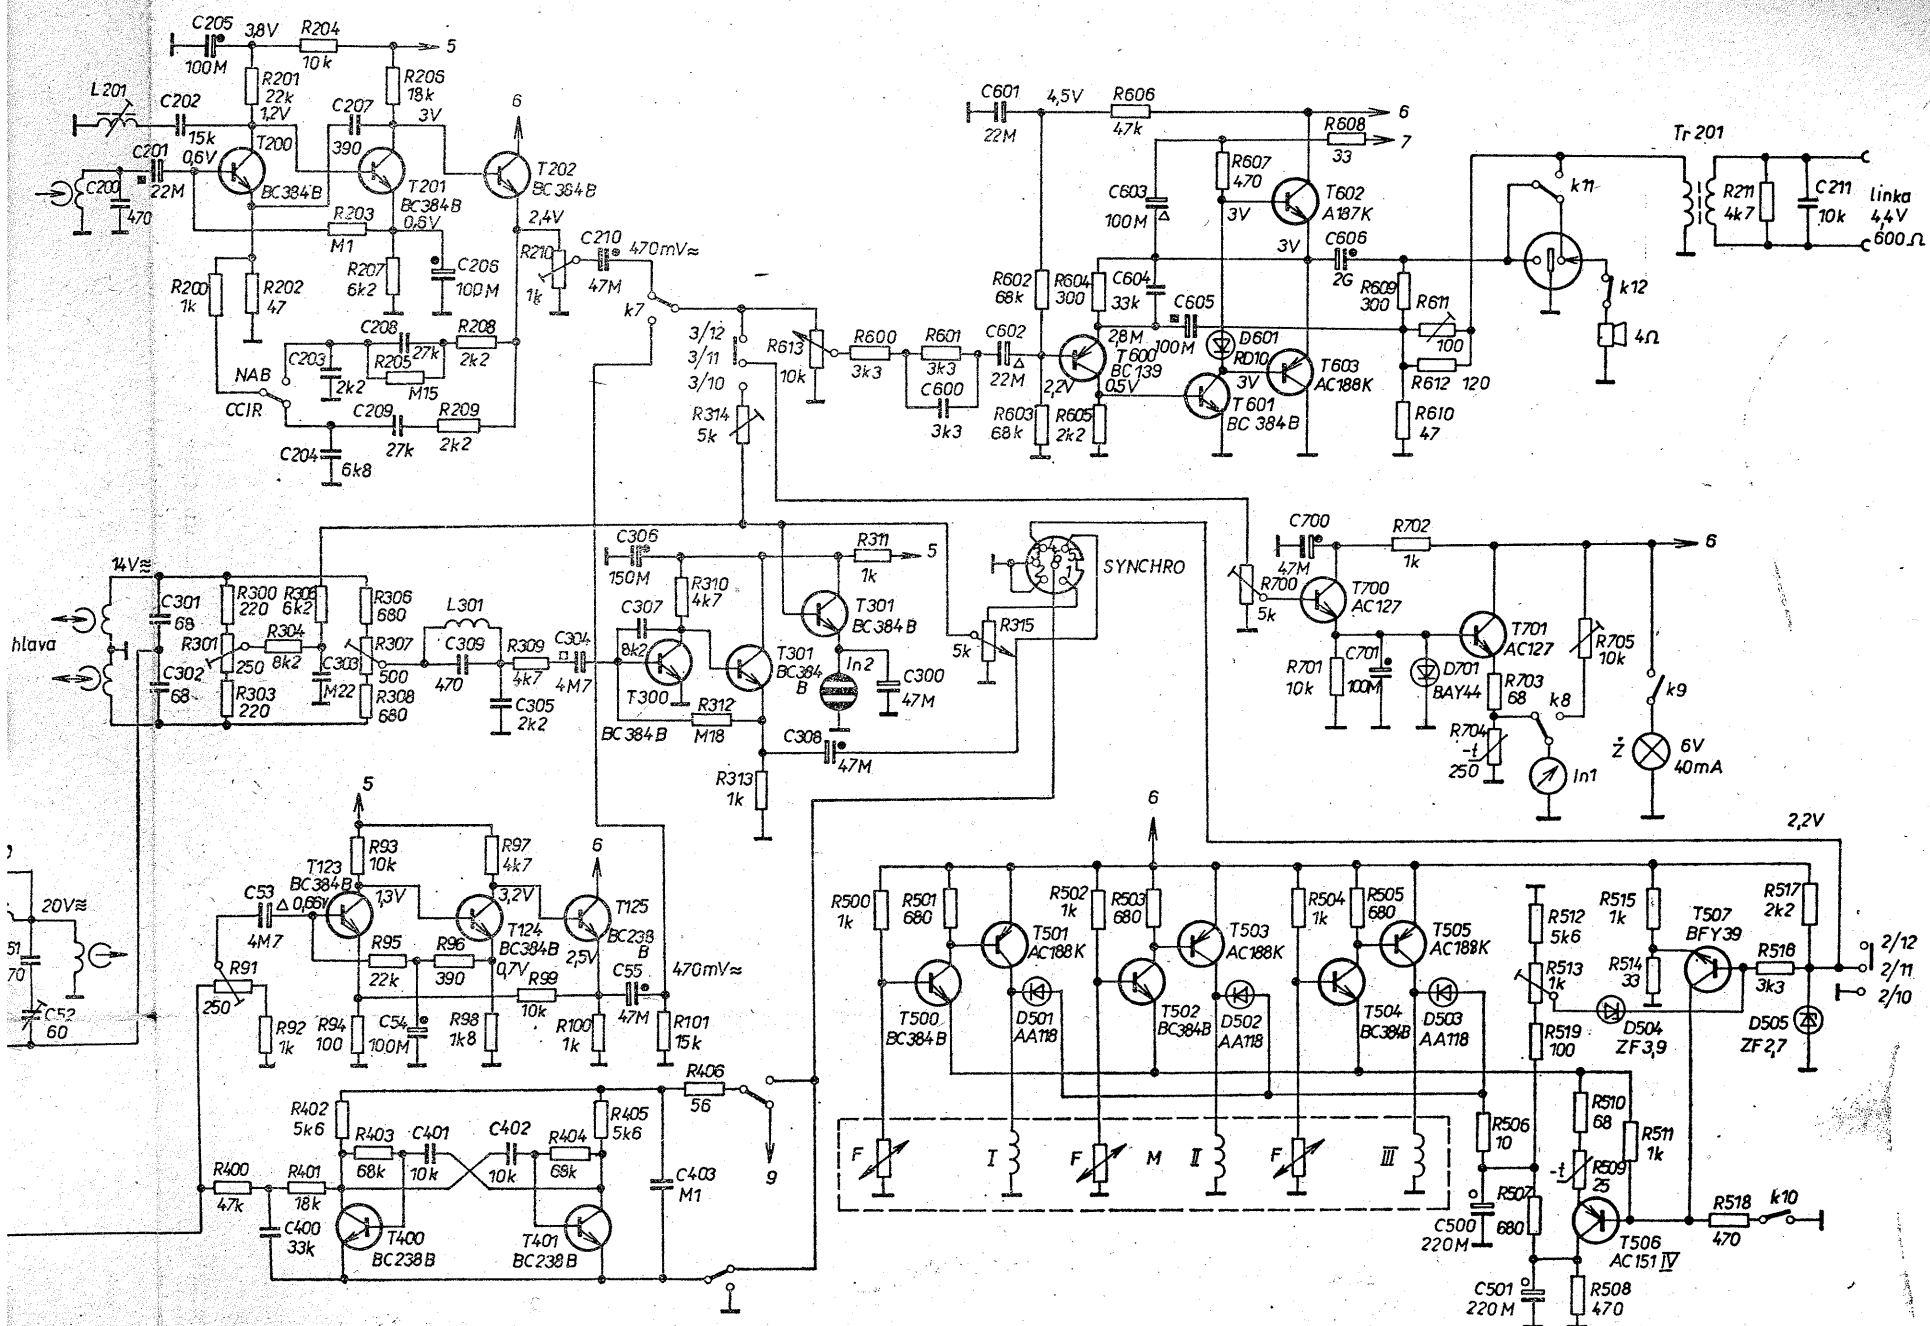 C205
100M
3,8V
R204
10k
5
R201
22k
1,2V
R206
18k
3V
6
L201
C202
15k
0,6V
C207
390
C201
22M
T200
BC384B
T201
BC384B
0,6V
T202
BC384B
C200
470
R203
M1
2,4V
R210
1k
C210
47M
470mV≈
k7
R200
1k
R202
47
R207
6k2
C206
100M
C203
2k2
C208
27k
R205
M15
R208
2k2
NAB
CCIR
C209
27k
R209
2k2
C204
6k8
3/12
3/11
3/10
R314
5k
R613
10k
R600
3k3
R601
3k3
C600
3k3
C602
22M
C601
22M
4,5V
R606
47k
6
R608
33
7
R607
470
C603
100M
3V
T602
A187K
3V
C606
2G
R602
68k
R604
300
C604
33k
C605
100M
2,8M
T600
BC139
2,2V
0,5V
D601
RD10
3V
T603
AC188K
T601
BC384B
R603
68k
R605
2k2
R609
300
R611
100
R612
120
R610
47
k11
k12
4Ω
Tr 201
R211
4k7
C211
10k
linka
4,4V
600Ω
14V≈
hlava
C301
68
C302
68
R300
220
R301
250
R303
220
R304
8k2
6k2
C303
M22
R306
680
R307
500
R308
680
L301
C309
470
R309
4k7
C304
4M7
C305
2k2
C306
150M
C307
8k2
R310
4k7
R311
1k
5
T300
BC384B
T301
BC384
B
T301
BC384B
In2
C300
47M
R312
M18
C308
47M
R313
1k
R315
5k
SYNCHRO
3
4
5
2
1
R700
5k
C700
47M
R702
1k
6
T700
AC127
T701
AC127
R705
10k
R701
10k
C701
100M
D701
BAY44
R703
68
k8
R704
-t
250
In1
k9
Ż
6V
40mA
2,2V
5
R93
10k
R97
4k7
6
T123
BC384B
0,66V
C53
4M7
1,3V
3,2V
T124
BC384B
0,7V
T125
BC238
B
2,5V
R95
22k
R96
390
R99
10k
C55
47M
470mV≈
R91
250
R92
1k
R94
100
C54
100M
R98
1k8
R100
1k
R101
15k
20V≈
61
70
C52
60
R406
56
9
R402
5k6
R403
68k
C401
10k
C402
10k
R404
68k
R405
5k6
C403
M1
R400
47k
R401
18k
C400
33k
T400
BC238B
T401
BC238B
6
R500
1k
R501
680
T501
AC188K
R502
1k
R503
680
T503
AC188K
R504
1k
R505
680
T505
AC188K
T500
BC384B
D501
AA118
T502
BC384B
D502
AA118
T504
BC384B
D503
AA118
F
I
F
M
II
F
III
R512
5k6
R513
1k
R519
100
R515
1k
R514
33
T507
BFY39
R517
2k2
R516
3k3
2/12
2/11
2/10
D504
ZF3,9
D505
ZF2,7
R506
10
R510
68
R511
1k
-t
R509
25
R507
680
C500
220M
R518
470
k10
T506
AC151 IV
C501
220M
R508
470